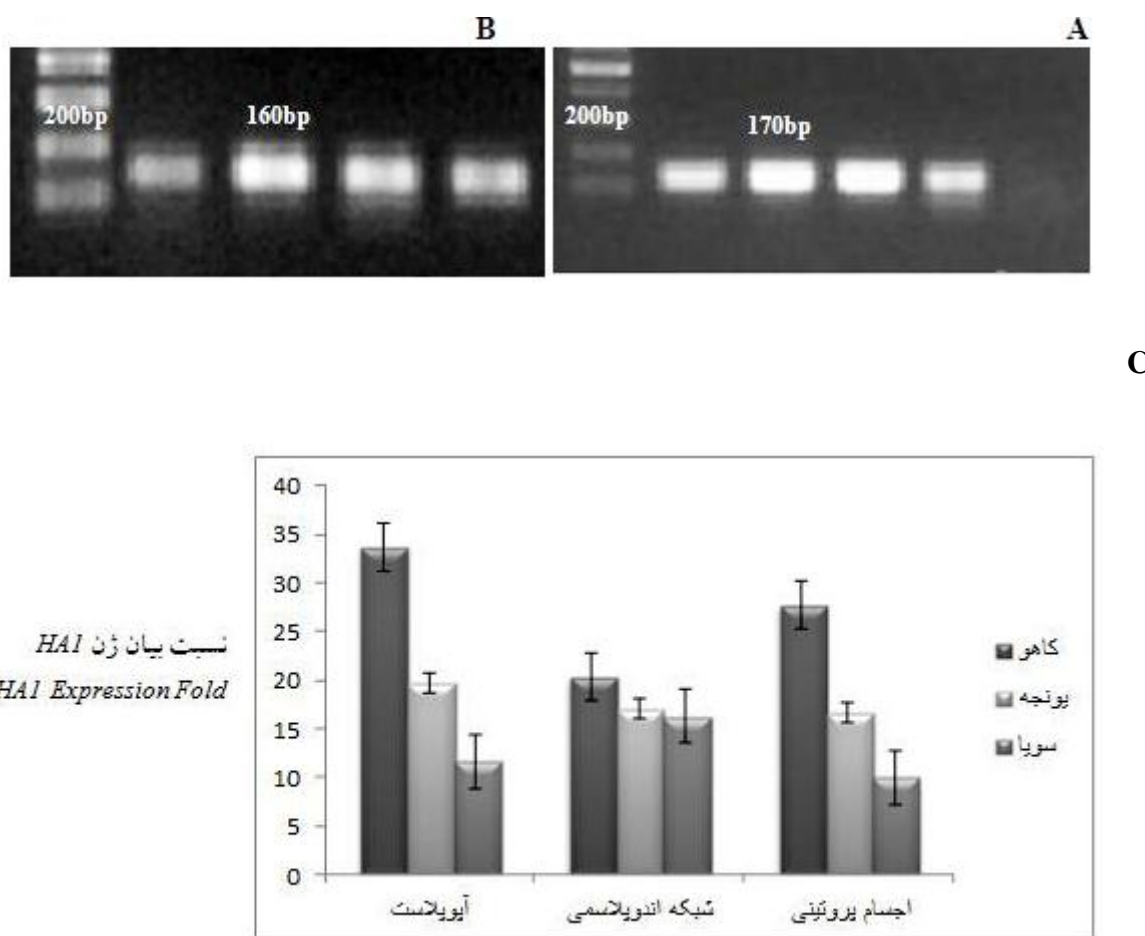 B
A
200bp
160bp
200bp
170bp
C
40
35
30
25
20
15
10
5
0
نسبت بیان ژن HA1
HA1 Expression Fold
کاهو
یونجه
سویا
آپوپلاست
شبکه اندوپلاسمی
اجسام پروتئینی